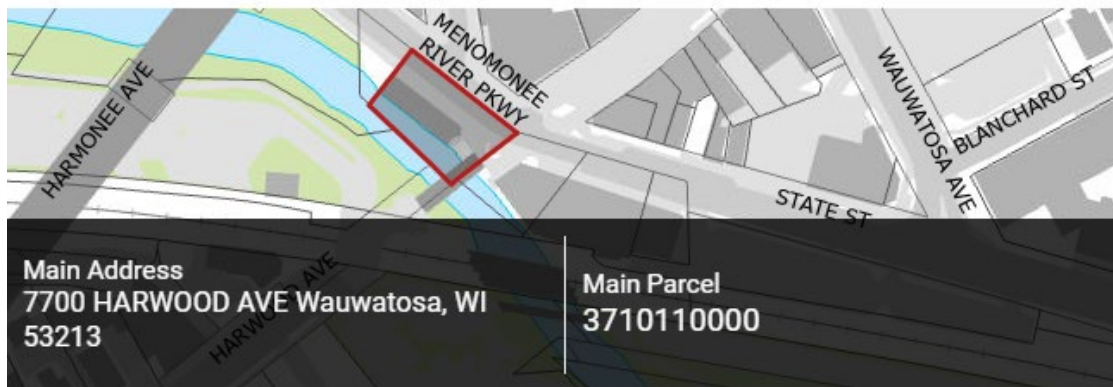 MENOMONEE
RIVER PKWY
HARMONEE AVE
WAUWATOSA AVE
BLANCHARD ST
STATE ST
HARWOOD AVE
Main Address
7700 HARWOOD AVE Wauwatosa, WI
53213
Main Parcel
3710110000